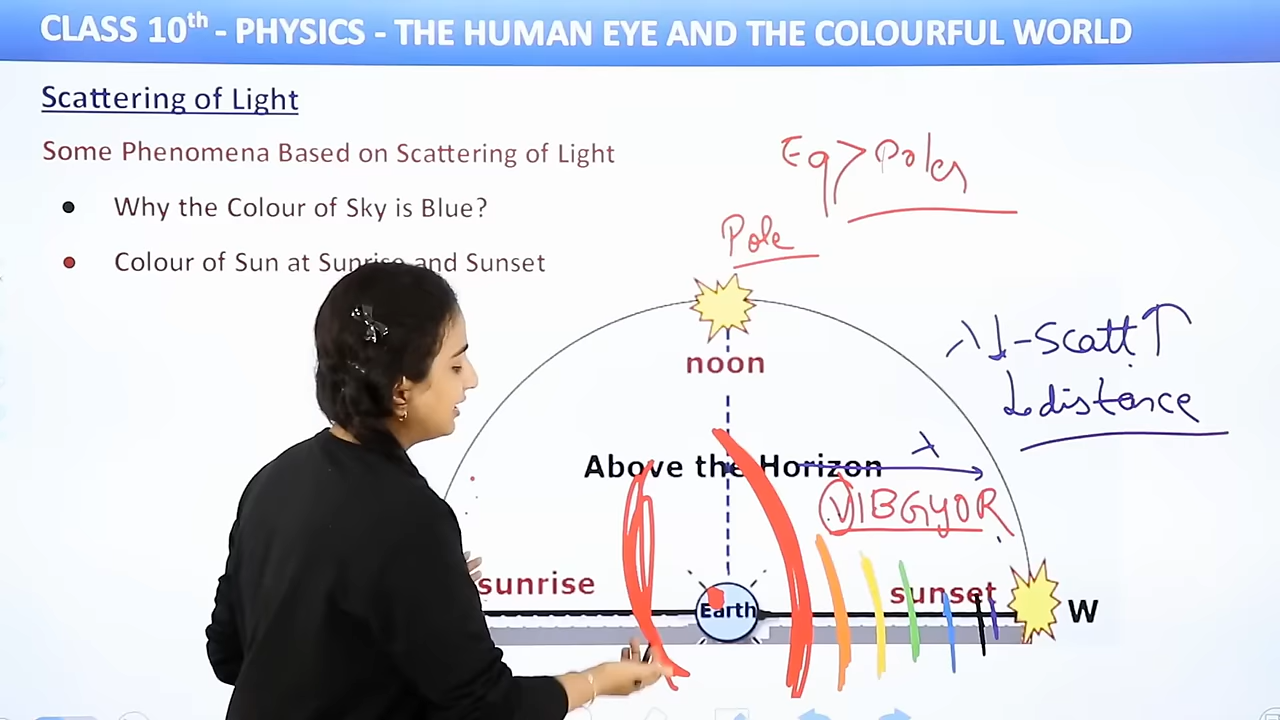 CLASS 10th - PHYSICS - THE HUMAN EYE AND THE COLOURFUL WORLD
Scattering of Light
Some Phenomena Based on Scattering of Light
Eq > Poles
• Why the Colour of Sky is Blue?
Pole
• Colour of Sun at Sunrise and Sunset
noon
λ↓-Scatt↑
↳distance
λ
Above the Horizon
VIBGYOR
sunrise
sunset
Earth
W